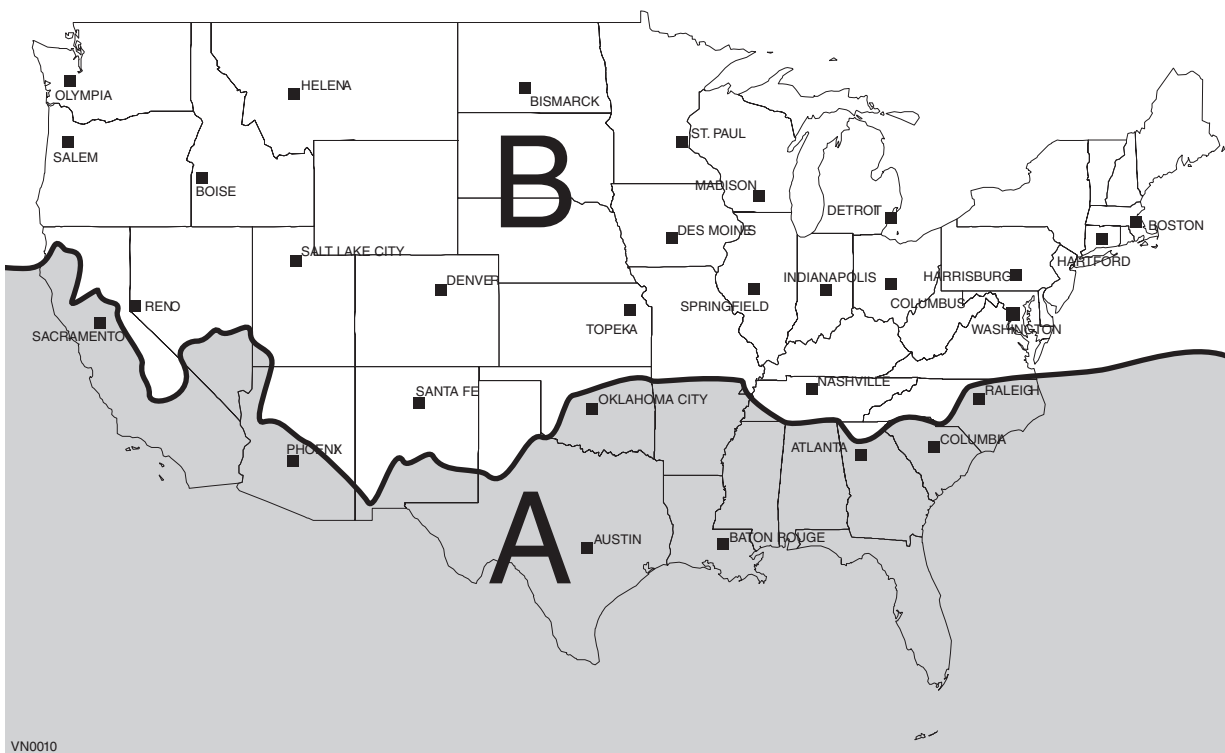 OLYMPIA
HELENA
BISMARCK
SALEM
BOISE
B
ST. PAUL
MADISON
DETROIT
DES MOINES
BOSTON
HARTFORD
SALT LAKE CITY
DENVER
RENO
SACRAMENTO
TOPEKA
SPRINGFIELD
INDIANAPOLIS
COLUMBUS
HARRISBURG
WASHINGTON
SANTA FE
OKLAHOMA CITY
NASHVILLE
RALEIGH
PHOENIX
ATLANTA
COLUMBIA
A
AUSTIN
BATON ROUGE
VN0010